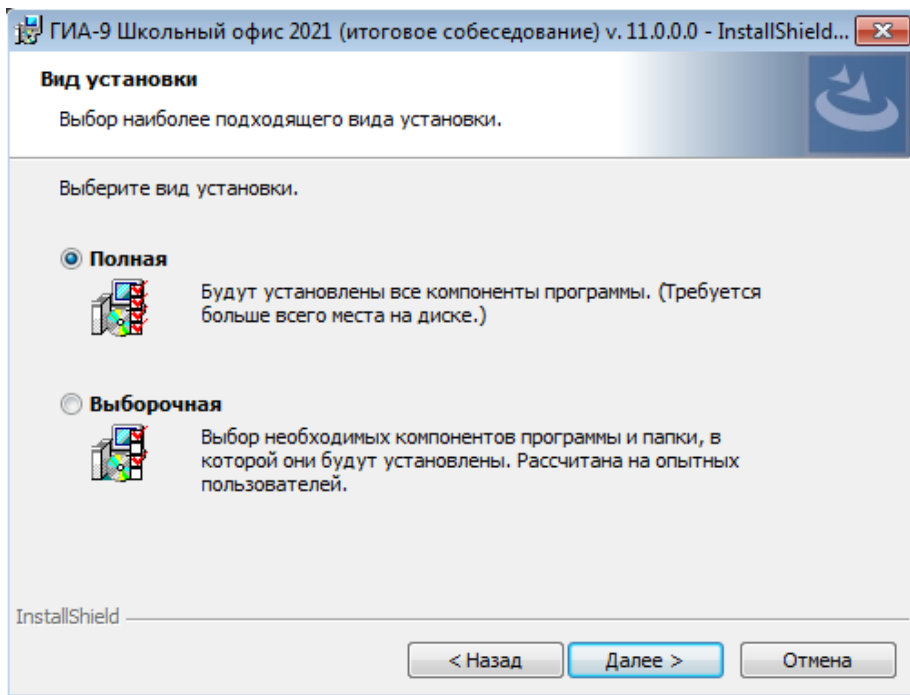 ГИА-9 Школьный офис 2021 (итоговое собеседование) v. 11.0.0.0 - InstallShield...
Вид установки
Выбор наиболее подходящего вида установки.
Выберите вид установки.
Полная
Будут установлены все компоненты программы. (Требуется
больше всего места на диске.)
Выборочная
Выбор необходимых компонентов программы и папки, в
которой они будут установлены. Рассчитана на опытных
пользователей.
InstallShield
< Назад
Далее >
Отмена